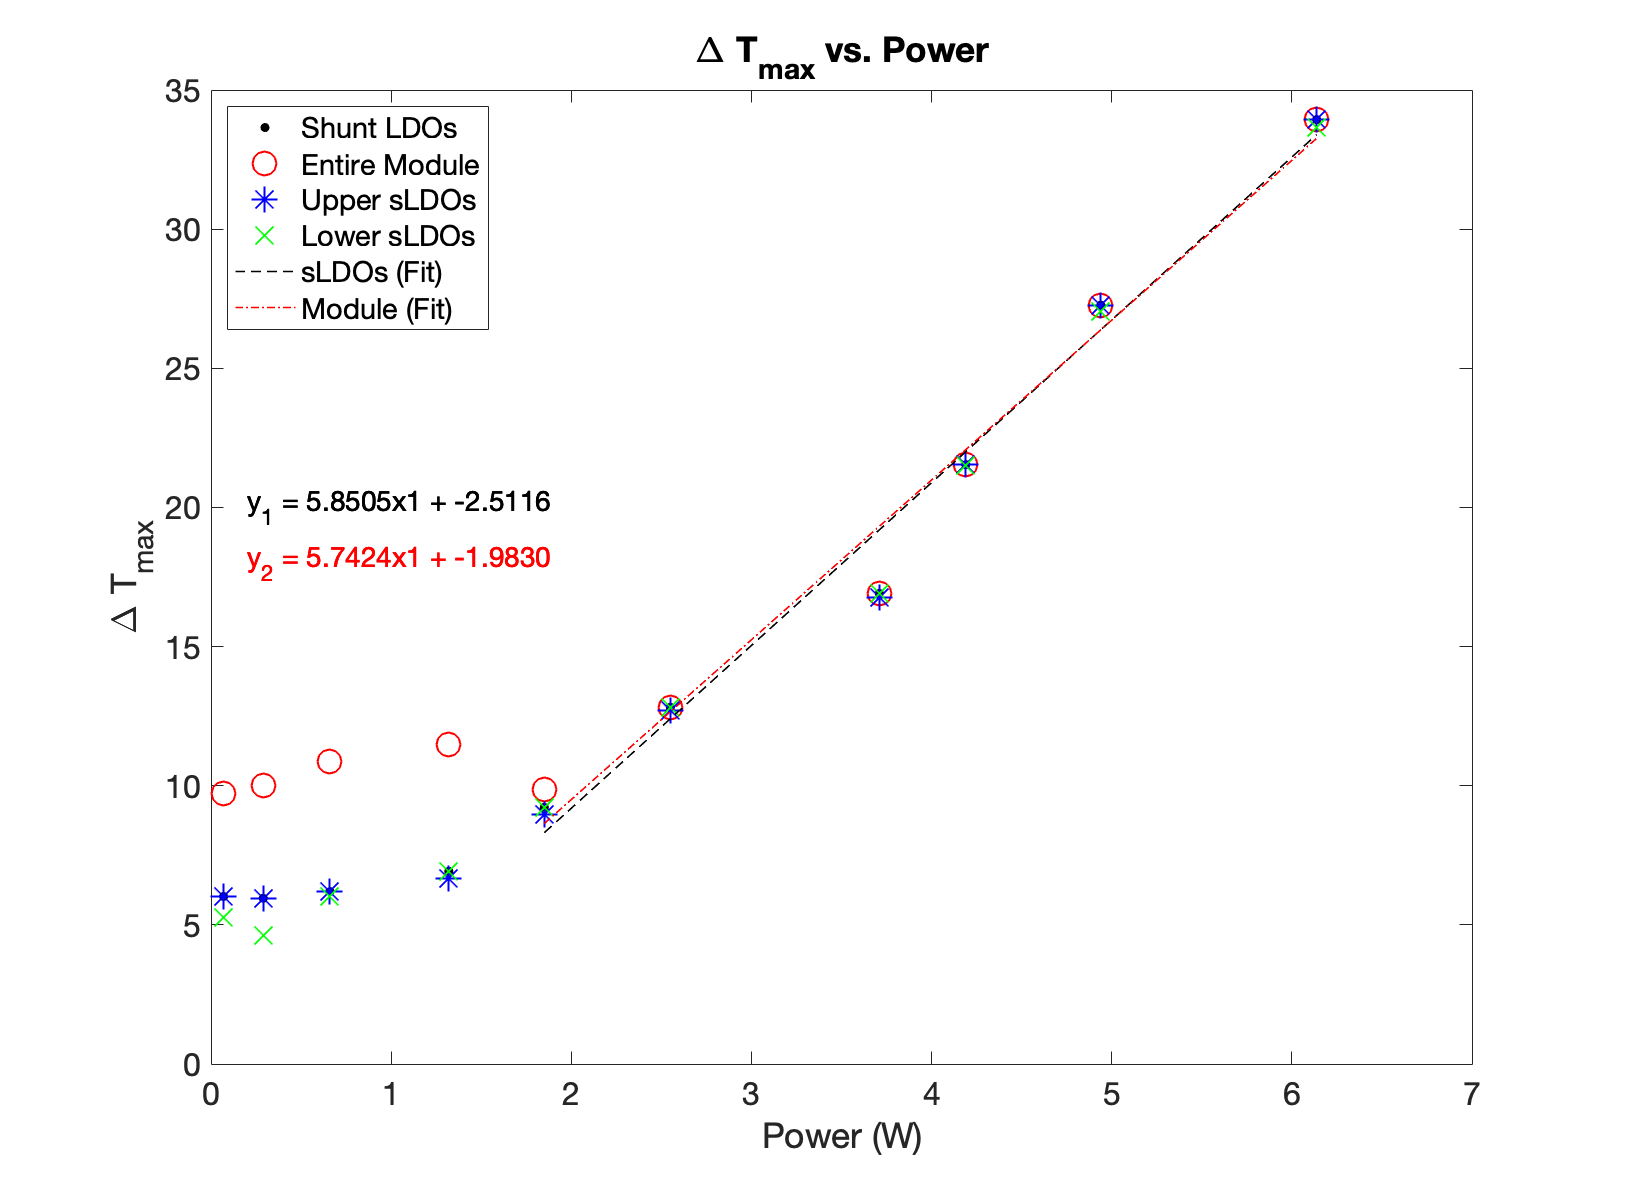 Δ T_max vs. Power
35
30
25
20
15
10
5
0
Δ T_max
Shunt LDOs
Entire Module
Upper sLDOs
Lower sLDOs
sLDOs (Fit)
Module (Fit)
y_1 = 5.8505x1 + -2.5116
y_2 = 5.7424x1 + -1.9830
0 1 2 3 4 5 6 7
Power (W)